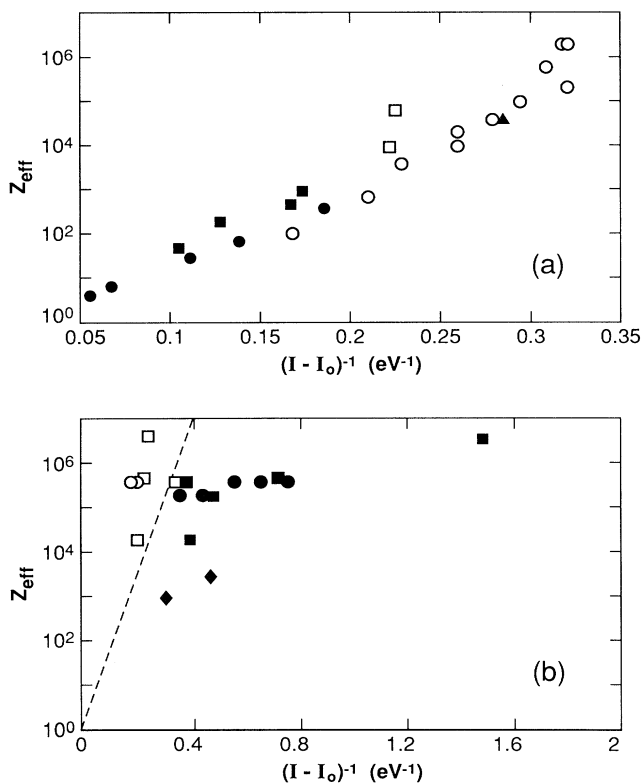 10⁶
10⁴
10²
10⁰
Z_eff
(a)
0.05 0.1 0.15 0.2 0.25 0.3 0.35
(I - I₀)⁻¹ (eV⁻¹)
10⁶
10⁴
10²
10⁰
Z_eff
(b)
0 0.4 0.8 1.2 1.6 2
(I - I₀)⁻¹ (eV⁻¹)